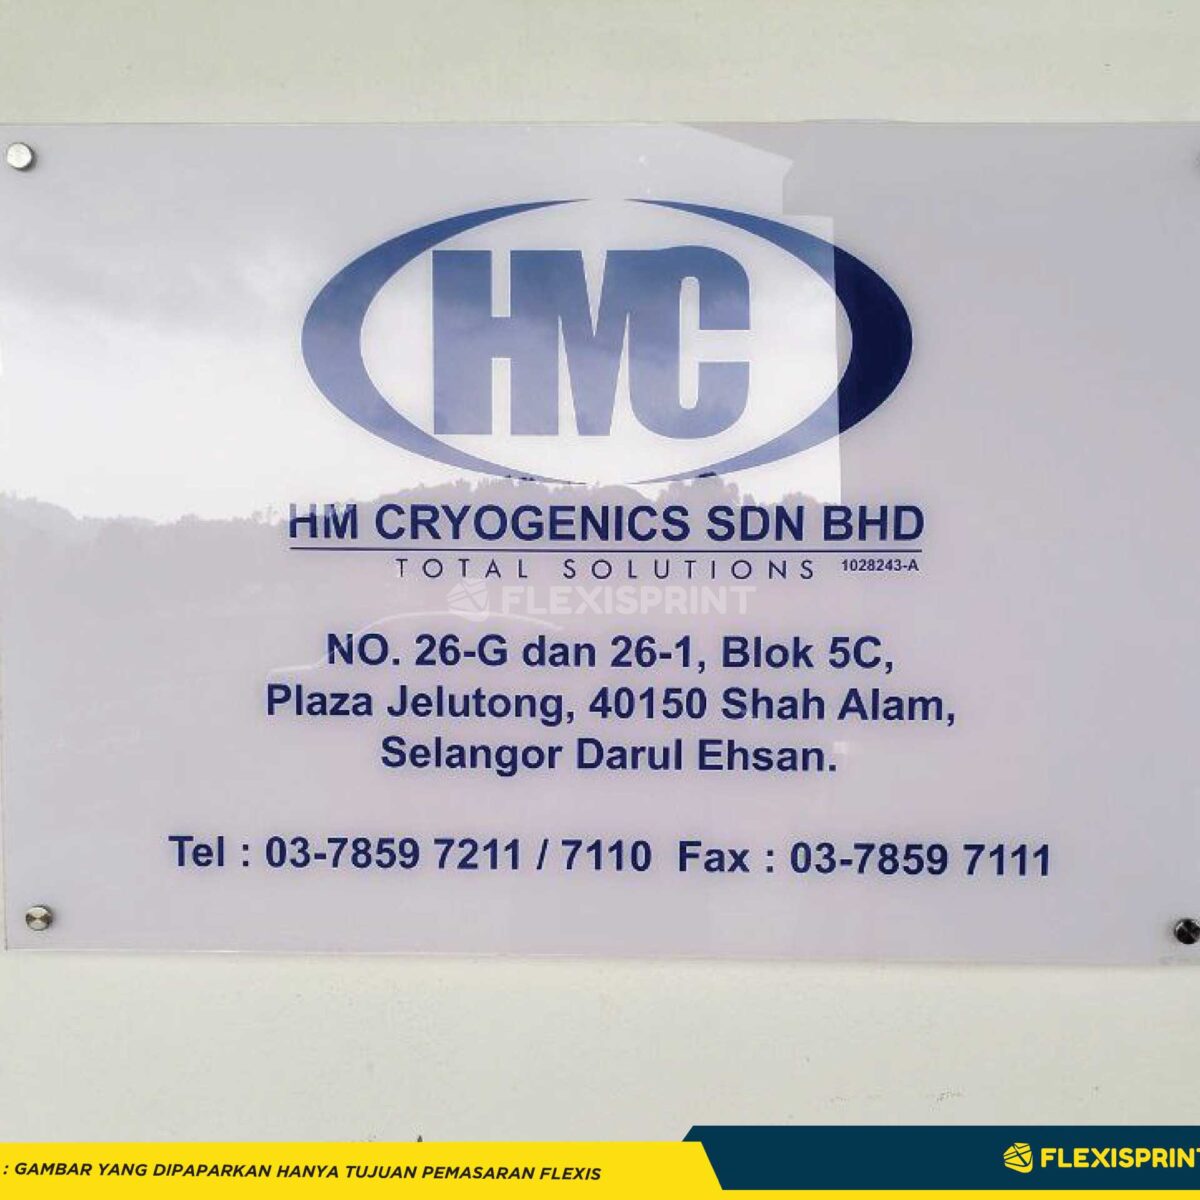 HMC
HM CRYOGENICS SDN BHD
TOTAL SOLUTIONS 1028243-A
FLEXISPRINT
NO. 26-G dan 26-1, Blok 5C,
Plaza Jelutong, 40150 Shah Alam,
Selangor Darul Ehsan.
Tel : 03-7859 7211 / 7110 Fax : 03-7859 7111
: GAMBAR YANG DIPAPARKAN HANYA TUJUAN PEMASARAN FLEXIS
FLEXISPRINT